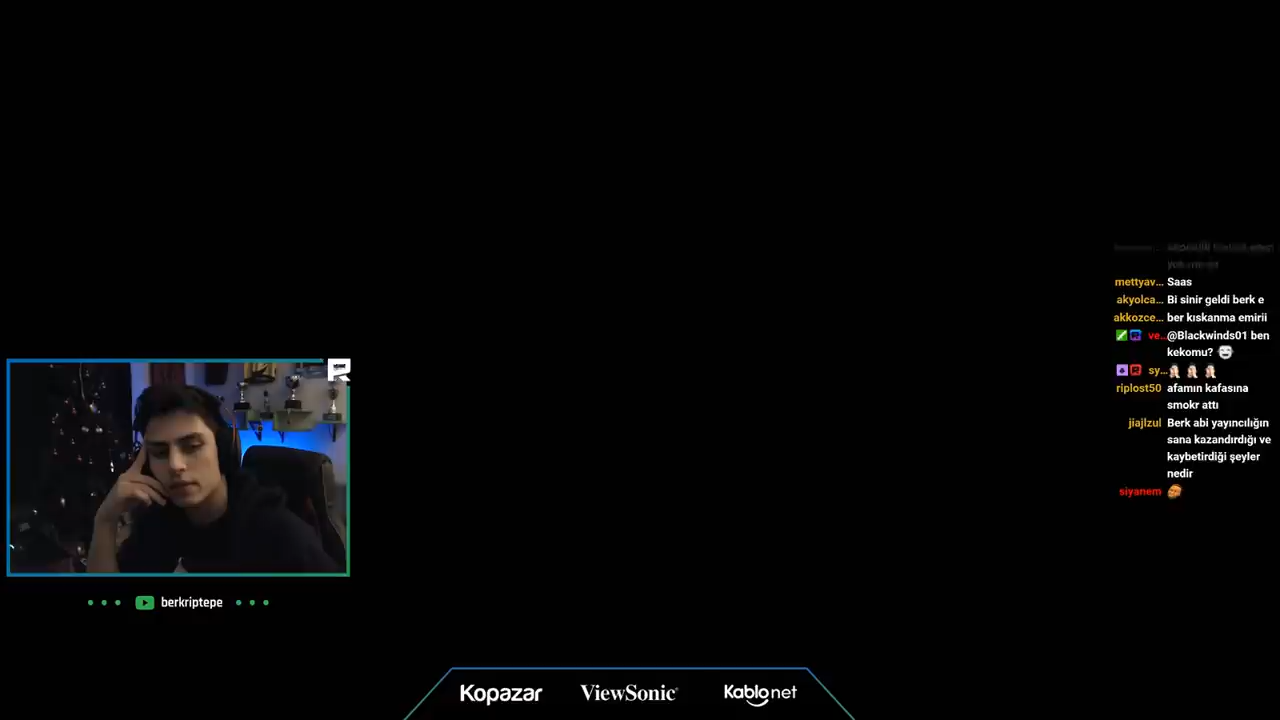 mettyav... Saas
akyolca... Bi sinir geldi berk e
akkozce... ber kıskanma emirii
ve... @Blackwinds01 ben
kekomu?
sy...
riplost50 afamın kafasına
smokr attı
jiajlzul Berk abi yayıncılığın
sana kazandırdığı ve
kaybetirdiği şeyler
nedir
siyanem
berkriptepe
Kopazar ViewSonic Kablonet